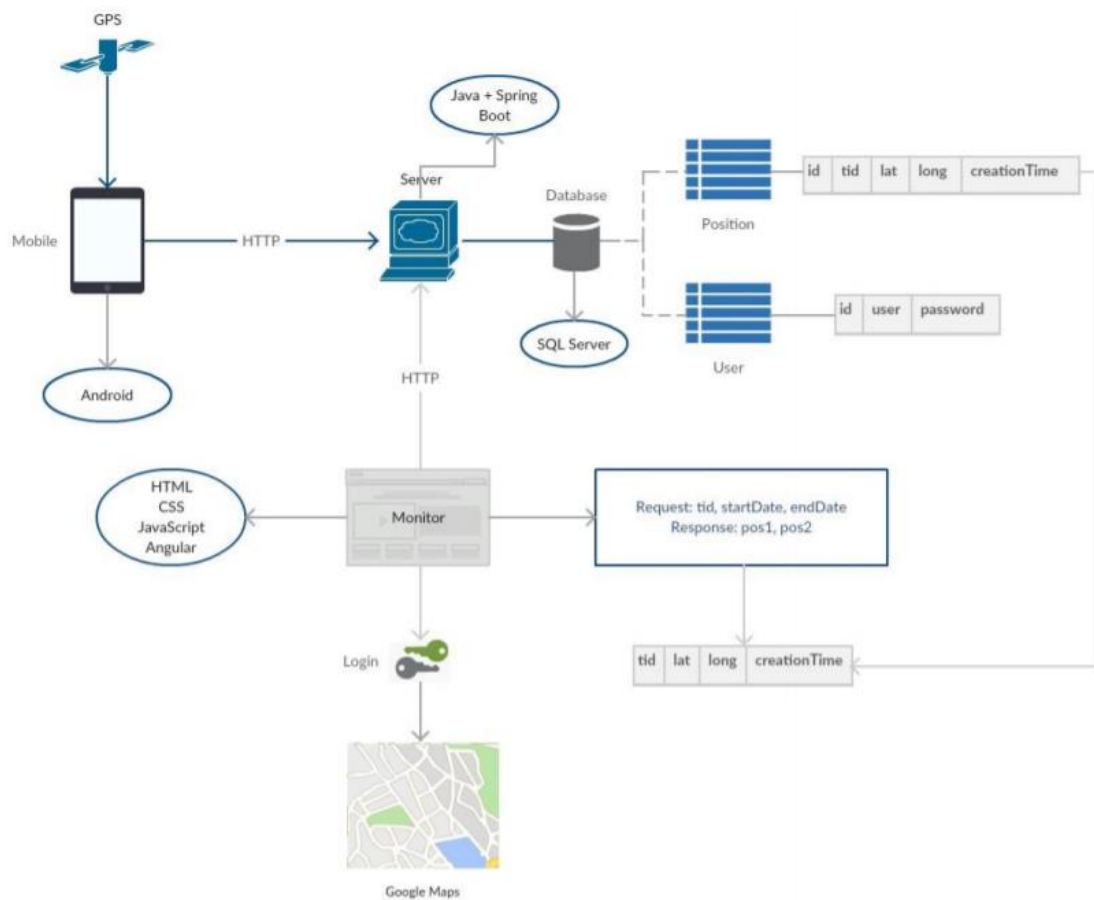 GPS
Java + Spring
Boot
Server
Database
id tid lat long creationTime
Mobile
HTTP
Position
id user password
SQL Server
User
HTTP
Android
HTML
CSS
JavaScript
Angular
Monitor
Request: tid, startDate, endDate
Response: pos1, pos2
Login
tid lat long creationTime
Google Maps